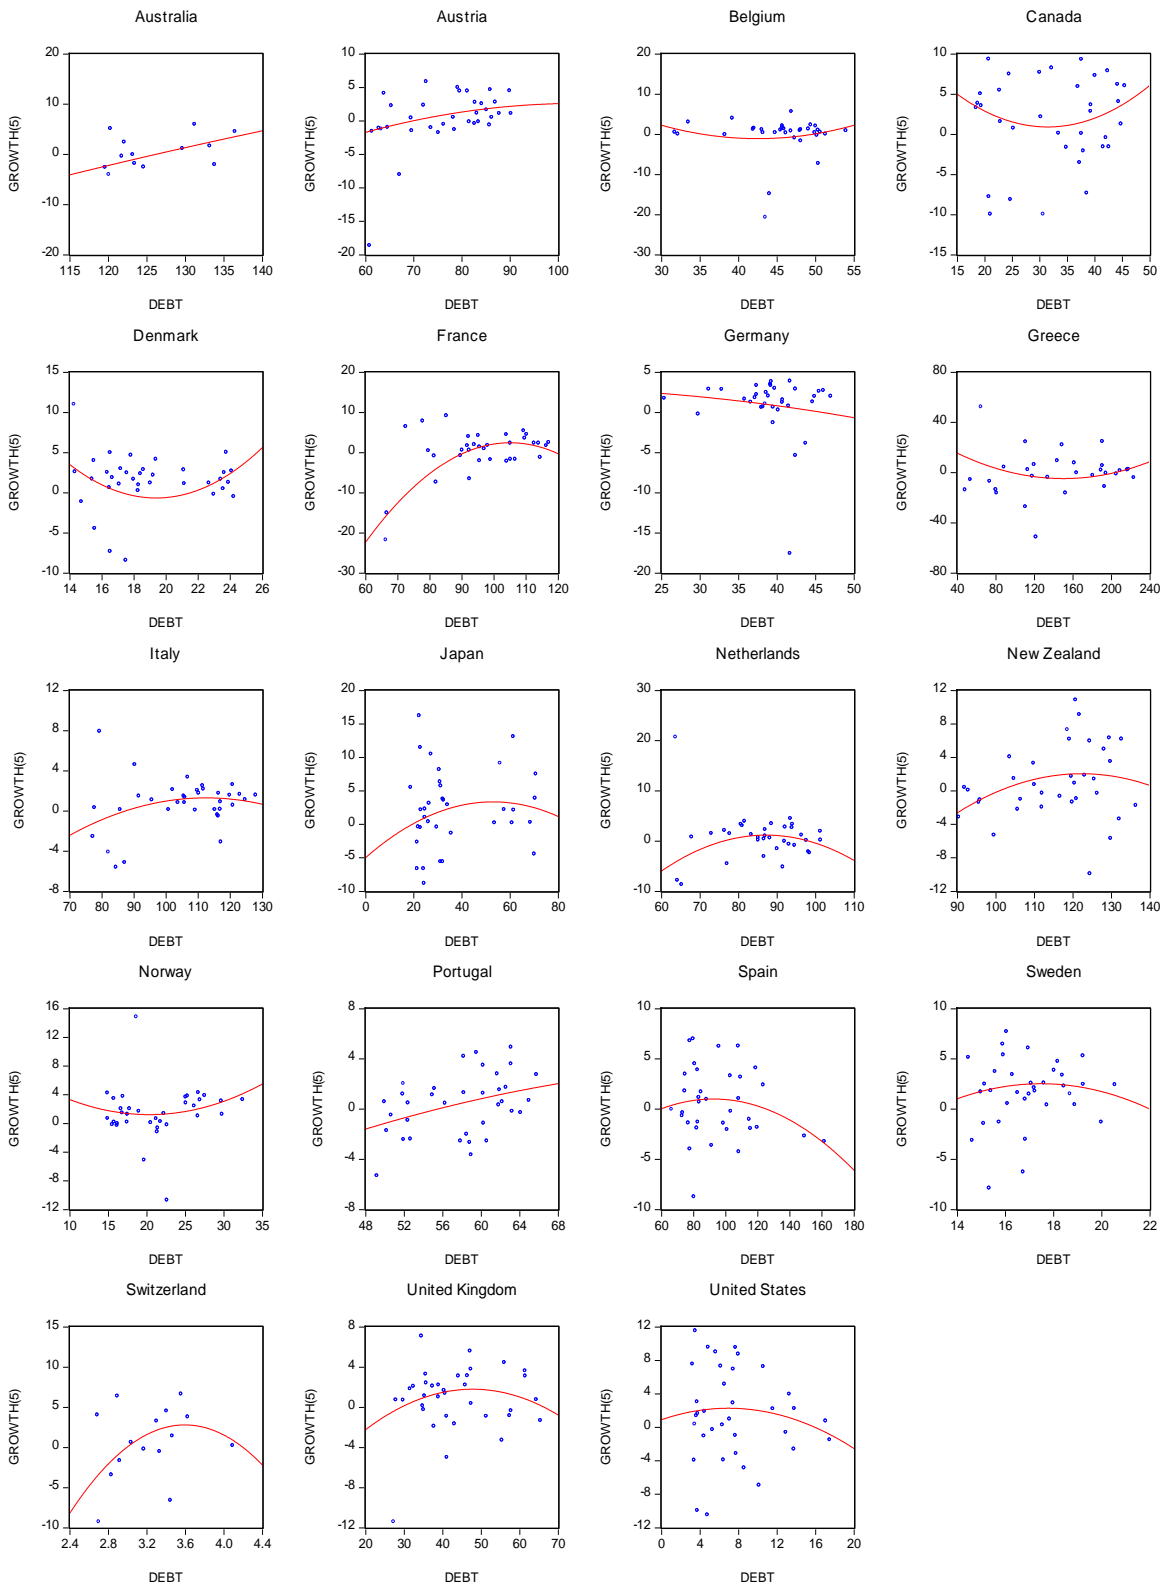 Australia
GROWTH(5)
20
10
0
-10
-20
115 120 125 130 135 140
DEBT
Austria
GROWTH(5)
10
5
0
-5
-10
-15
-20
60 70 80 90 100
DEBT
Belgium
GROWTH(5)
20
10
0
-10
-20
-30
30 35 40 45 50 55
DEBT
Canada
GROWTH(5)
10
5
0
-5
-10
-15
15 20 25 30 35 40 45 50
DEBT
Denmark
GROWTH(5)
15
10
5
0
-5
-10
14 16 18 20 22 24 26
DEBT
France
GROWTH(5)
20
10
0
-10
-20
-30
60 70 80 90 100 110 120
DEBT
Germany
GROWTH(5)
5
0
-5
-10
-15
-20
25 30 35 40 45 50
DEBT
Greece
GROWTH(5)
80
40
0
-40
-80
40 80 120 160 200 240
DEBT
Italy
GROWTH(5)
12
8
4
0
-4
-8
70 80 90 100 110 120 130
DEBT
Japan
GROWTH(5)
20
15
10
5
0
-5
-10
0 20 40 60 80
DEBT
Netherlands
GROWTH(5)
30
20
10
0
-10
60 70 80 90 100 110
DEBT
New Zealand
GROWTH(5)
12
8
4
0
-4
-8
-12
90 100 110 120 130 140
DEBT
Norway
GROWTH(5)
16
12
8
4
0
-4
-8
-12
10 15 20 25 30 35
DEBT
Portugal
GROWTH(5)
8
4
0
-4
-8
48 52 56 60 64 68
DEBT
Spain
GROWTH(5)
10
5
0
-5
-10
60 80 100 120 140 160 180
DEBT
Sweden
GROWTH(5)
10
5
0
-5
-10
14 16 18 20 22
DEBT
Switzerland
GROWTH(5)
15
10
5
0
-5
-10
2.4 2.8 3.2 3.6 4.0 4.4
DEBT
United Kingdom
GROWTH(5)
8
4
0
-4
-8
-12
20 30 40 50 60 70
DEBT
United States
GROWTH(5)
12
8
4
0
-4
-8
-12
0 4 8 12 16 20
DEBT